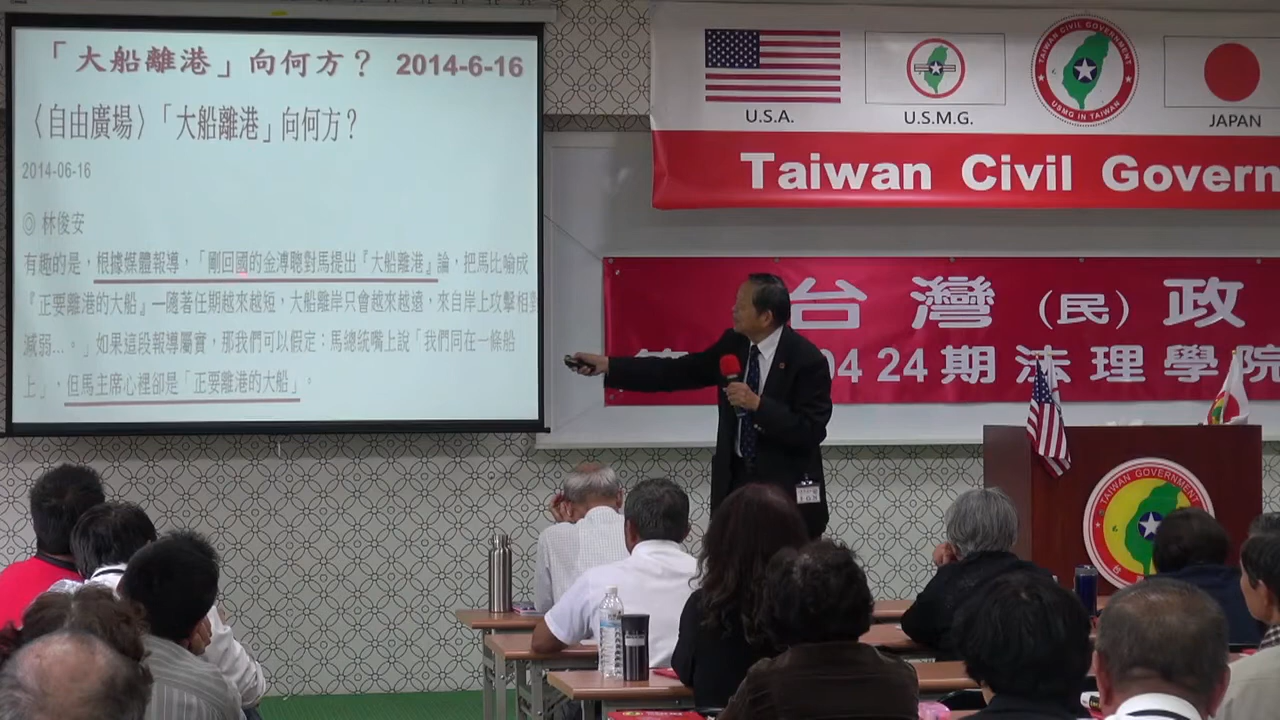 「大船離港」向何方？ 2014-6-16
〈自由廣場〉「大船離港」向何方？
2014-06-16
◎ 林俊安
有趣的是，根據媒體報導，「剛回國的金溥聰對馬提出『大船離港』論，把馬比喻成
『正要離港的大船』—隨著任期越來越短，大船離岸只會越來越遠，來自岸上攻擊相對
減弱...。」如果這段報導屬實，那我們可以假定；馬總統嘴上說「我們同在一條船
上」，但馬主席心裡卻是「正要離港的大船」。
U.S.A.
U.S.M.G.
TAIWAN CIVIL GOVERNMENT
USMG IN TAIWAN
JAPAN
Taiwan Civil Govern
台灣(民)政
04 24期法理學院
TAIWAN GOVERNMENT